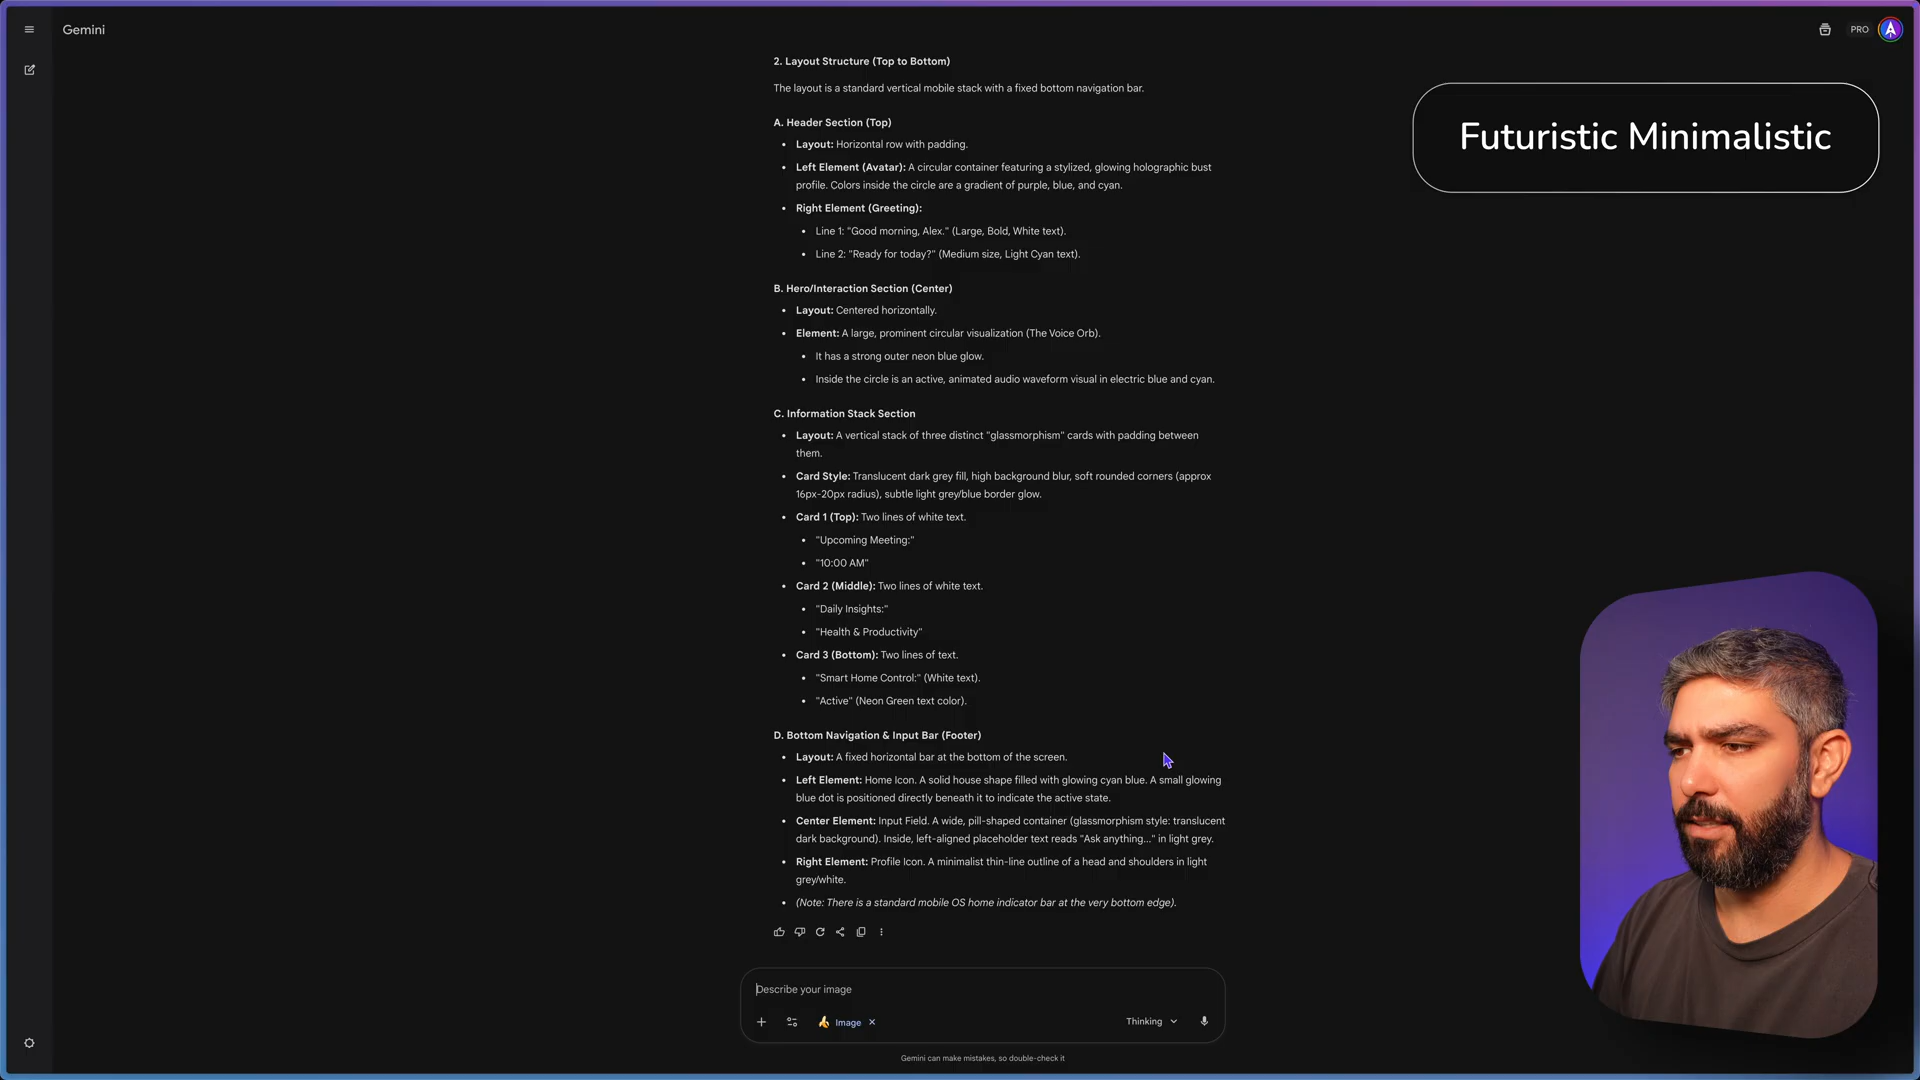 Gemini
PRO
Futuristic Minimalistic
2. Layout Structure (Top to Bottom)
The layout is a standard vertical mobile stack with a fixed bottom navigation bar.
A. Header Section (Top)
• Layout: Horizontal row with padding.
• Left Element (Avatar): A circular container featuring a stylized, glowing holographic bust
profile. Colors inside the circle are a gradient of purple, blue, and cyan.
• Right Element (Greeting):
• Line 1: "Good morning, Alex." (Large, Bold, White text).
• Line 2: "Ready for today?" (Medium size, Light Cyan text).
B. Hero/Interaction Section (Center)
• Layout: Centered horizontally.
• Element: A large, prominent circular visualization (The Voice Orb).
• It has a strong outer neon blue glow.
• Inside the circle is an active, animated audio waveform visual in electric blue and cyan.
C. Information Stack Section
• Layout: A vertical stack of three distinct "glassmorphism" cards with padding between
them.
• Card Style: Translucent dark grey fill, high background blur, soft rounded corners (approx
16px-20px radius), subtle light grey/blue border glow.
• Card 1 (Top): Two lines of white text.
• "Upcoming Meeting:"
• "10:00 AM"
• Card 2 (Middle): Two lines of white text.
• "Daily Insights:"
• "Health & Productivity"
• Card 3 (Bottom): Two lines of text.
• "Smart Home Control:" (White text).
• "Active" (Neon Green text color).
D. Bottom Navigation & Input Bar (Footer)
• Layout: A fixed horizontal bar at the bottom of the screen.
• Left Element: Home Icon. A solid house shape filled with glowing cyan blue. A small glowing
blue dot is positioned directly beneath it to indicate the active state.
• Center Element: Input Field. A wide, pill-shaped container (glassmorphism style: translucent
dark background). Inside, left-aligned placeholder text reads "Ask anything..." in light grey.
• Right Element: Profile Icon. A minimalist thin-line outline of a head and shoulders in light
grey/white.
• (Note: There is a standard mobile OS home indicator bar at the very bottom edge).
Describe your image
Image
Thinking
Gemini can make mistakes, so double-check it